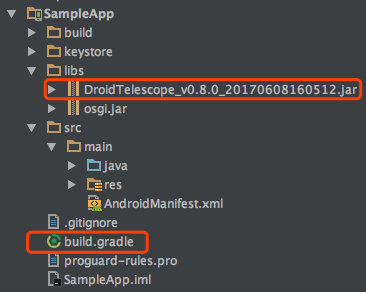 SampleApp
build
keystore
libs
DroidTelescope_v0.8.0_20170608160512.jar
osgi.jar
src
main
java
res
AndroidManifest.xml
.gitignore
build.gradle
proguard-rules.pro
SampleApp.iml